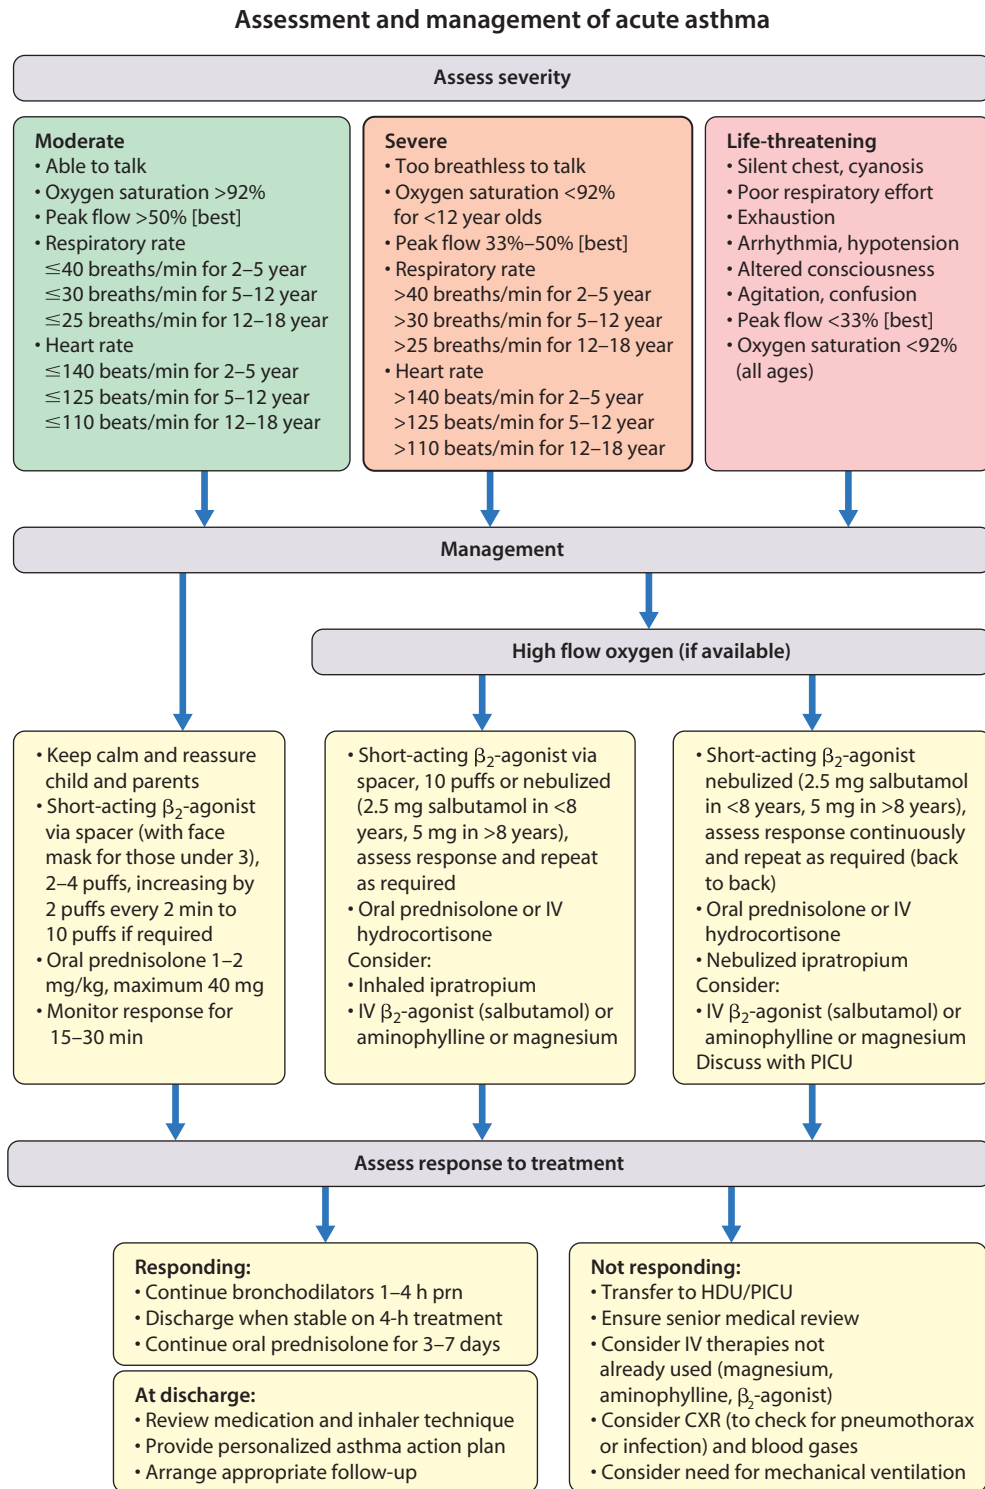 Assessment and management of acute asthma
Assess severity
Moderate
• Able to talk
• Oxygen saturation >92%
• Peak flow >50% [best]
• Respiratory rate
≤40 breaths/min for 2–5 year
≤30 breaths/min for 5–12 year
≤25 breaths/min for 12–18 year
• Heart rate
≤140 beats/min for 2–5 year
≤125 beats/min for 5–12 year
≤110 beats/min for 12–18 year
Severe
• Too breathless to talk
• Oxygen saturation <92%
for <12 year olds
• Peak flow 33%–50% [best]
• Respiratory rate
>40 breaths/min for 2–5 year
>30 breaths/min for 5–12 year
>25 breaths/min for 12–18 year
• Heart rate
>140 beats/min for 2–5 year
>125 beats/min for 5–12 year
>110 beats/min for 12–18 year
Life-threatening
• Silent chest, cyanosis
• Poor respiratory effort
• Exhaustion
• Arrhythmia, hypotension
• Altered consciousness
• Agitation, confusion
• Peak flow <33% [best]
• Oxygen saturation <92%
(all ages)
Management
High flow oxygen (if available)
• Keep calm and reassure
child and parents
• Short-acting β₂-agonist
via spacer (with face
mask for those under 3),
2–4 puffs, increasing by
2 puffs every 2 min to
10 puffs if required
• Oral prednisolone 1–2
mg/kg, maximum 40 mg
• Monitor response for
15–30 min
• Short-acting β₂-agonist via
spacer, 10 puffs or nebulized
(2.5 mg salbutamol in <8
years, 5 mg in >8 years),
assess response and repeat
as required
• Oral prednisolone or IV
hydrocortisone
Consider:
• Inhaled ipratropium
• IV β₂-agonist (salbutamol) or
aminophylline or magnesium
• Short-acting β₂-agonist
nebulized (2.5 mg salbutamol
in <8 years, 5 mg in >8 years),
assess response continuously
and repeat as required (back
to back)
• Oral prednisolone or IV
hydrocortisone
• Nebulized ipratropium
Consider:
• IV β₂-agonist (salbutamol) or
aminophylline or magnesium
Discuss with PICU
Assess response to treatment
Responding:
• Continue bronchodilators 1–4 h prn
• Discharge when stable on 4-h treatment
• Continue oral prednisolone for 3–7 days
At discharge:
• Review medication and inhaler technique
• Provide personalized asthma action plan
• Arrange appropriate follow-up
Not responding:
• Transfer to HDU/PICU
• Ensure senior medical review
• Consider IV therapies not
already used (magnesium,
aminophylline, β₂-agonist)
• Consider CXR (to check for pneumothorax
or infection) and blood gases
• Consider need for mechanical ventilation